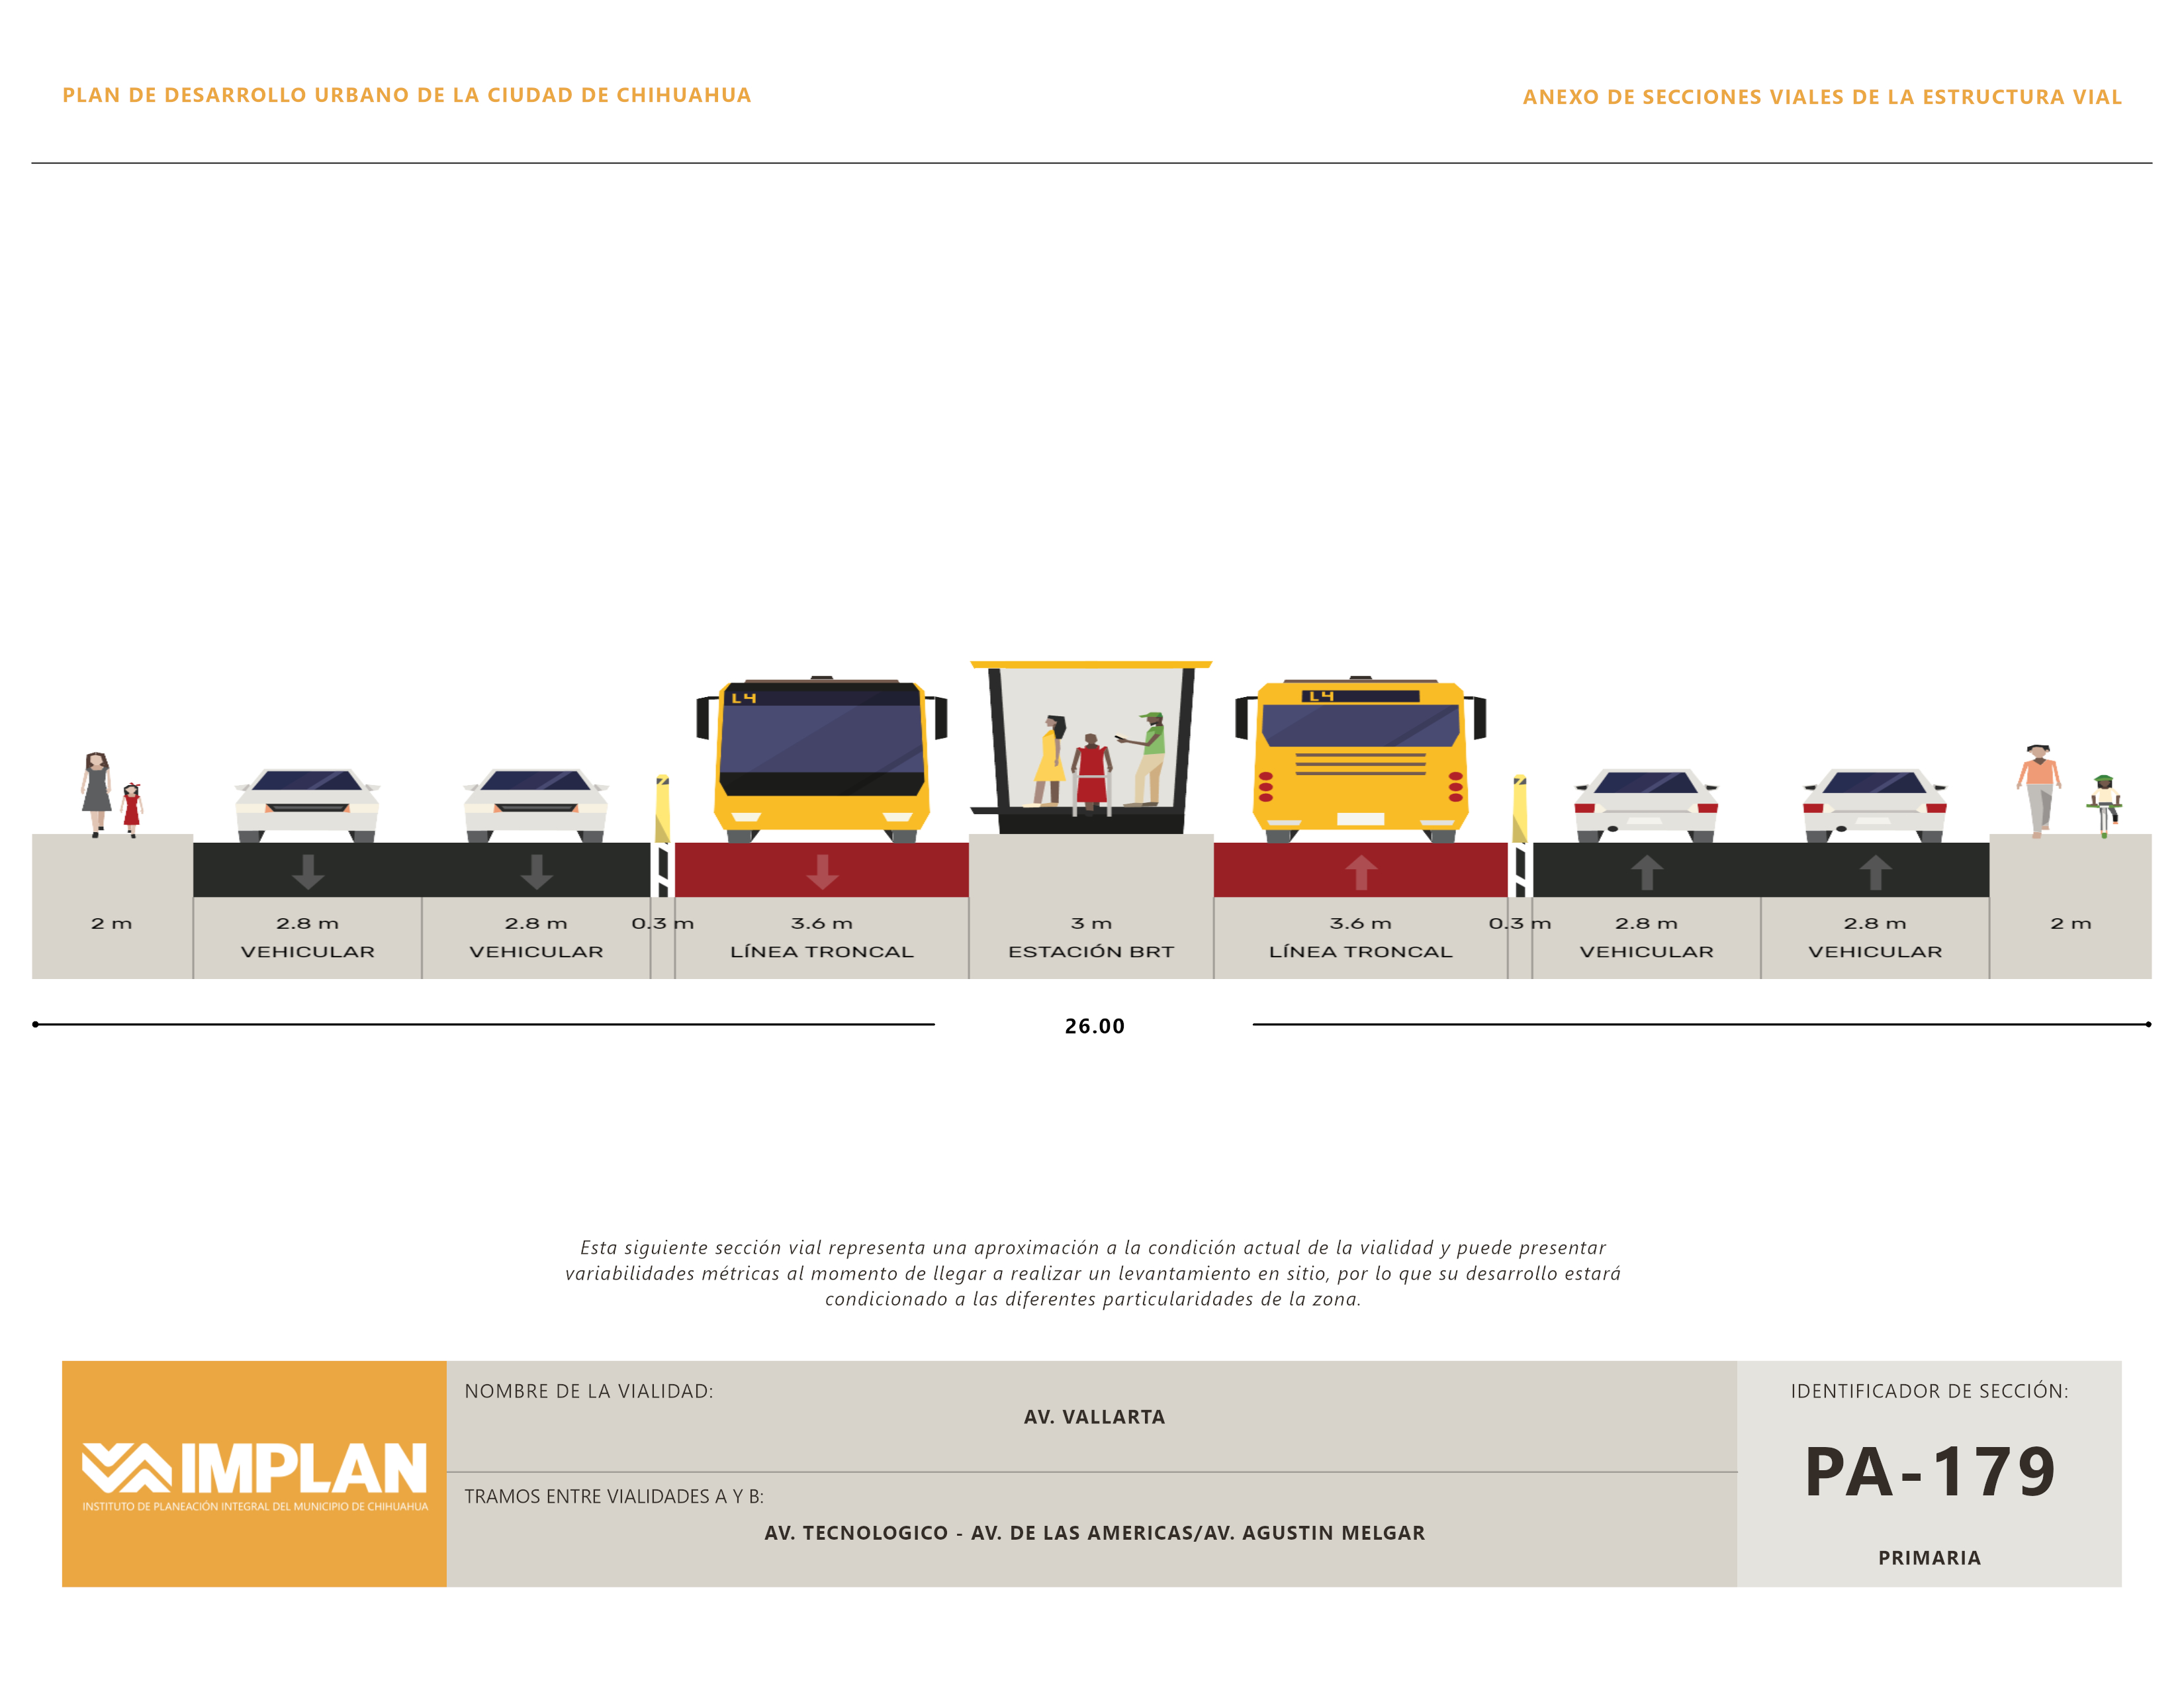 PLAN DE DESARROLLO URBANO DE LA CIUDAD DE CHIHUAHUA
ANEXO DE SECCIONES VIALES DE LA ESTRUCTURA VIAL
L4
L4
2 m
2.8 m
2.8 m
0.3 m
3.6 m
3 m
3.6 m
0.3 m
2.8 m
2.8 m
2 m
VEHICULAR
VEHICULAR
LÍNEA TRONCAL
ESTACIÓN BRT
LÍNEA TRONCAL
VEHICULAR
VEHICULAR
26.00
Esta siguiente sección vial representa una aproximación a la condición actual de la vialidad y puede presentar
variabilidades métricas al momento de llegar a realizar un levantamiento en sitio, por lo que su desarrollo estará
condicionado a las diferentes particularidades de la zona.
IMPLAN
INSTITUTO DE PLANEACIÓN INTEGRAL DEL MUNICIPIO DE CHIHUAHUA
NOMBRE DE LA VIALIDAD:
AV. VALLARTA
TRAMOS ENTRE VIALIDADES A Y B:
AV. TECNOLOGICO - AV. DE LAS AMERICAS/AV. AGUSTIN MELGAR
IDENTIFICADOR DE SECCIÓN:
PA-179
PRIMARIA